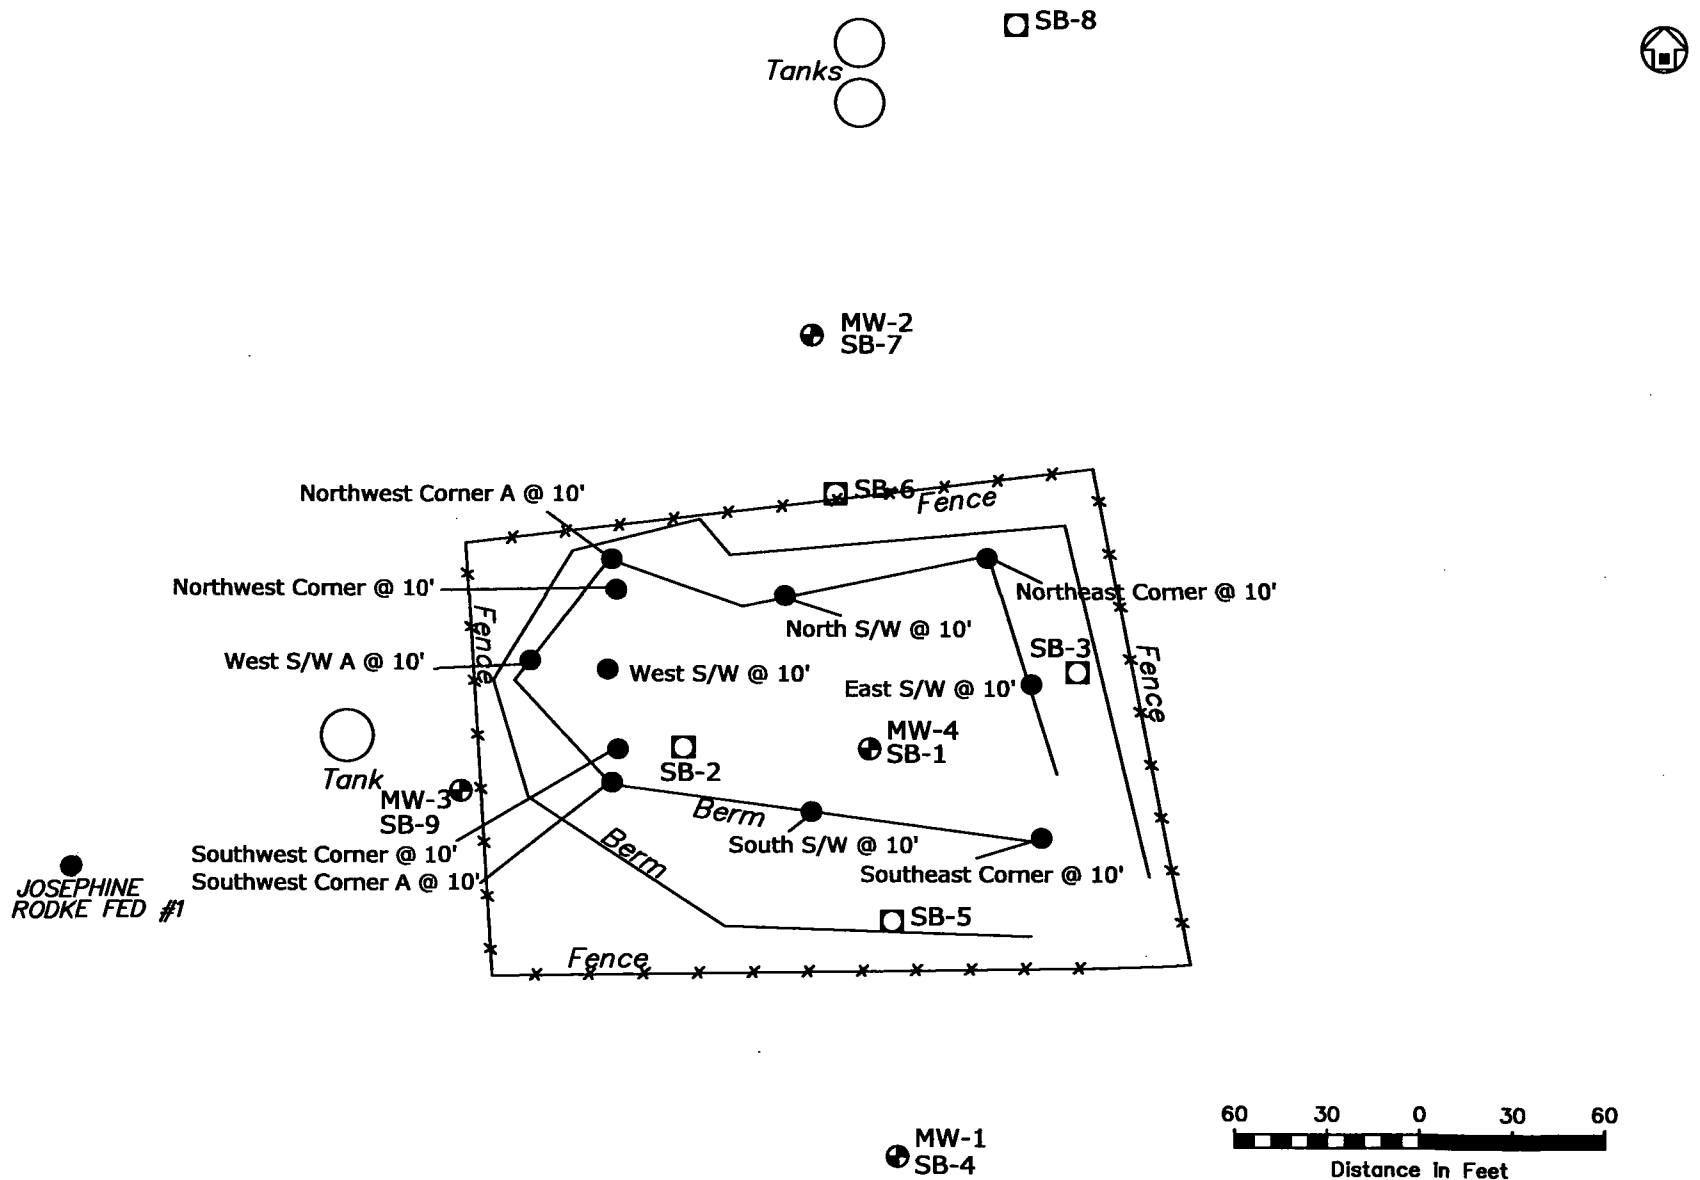 SB-8
Tanks
MW-2
SB-7
Northwest Corner A @ 10'
SB-6
Fence
Northwest Corner @ 10'
Northeast Corner @ 10'
Fence
North S/W @ 10'
SB-3
West S/W A @ 10'
West S/W @ 10'
Fence
East S/W @ 10'
MW-4
SB-1
SB-2
Tank
MW-3
SB-9
Berm
Berm
South S/W @ 10'
Southwest Corner @ 10'
Southwest Corner A @ 10'
Southeast Corner @ 10'
JOSEPHINE
RODKE FED #1
SB-5
Fence
MW-1
SB-4
60 30 0 30 60
Distance in Feet